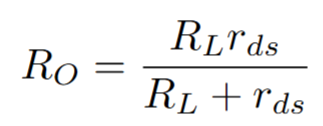 R_O = \frac{R_L r_{ds}}{R_L + r_{ds}}